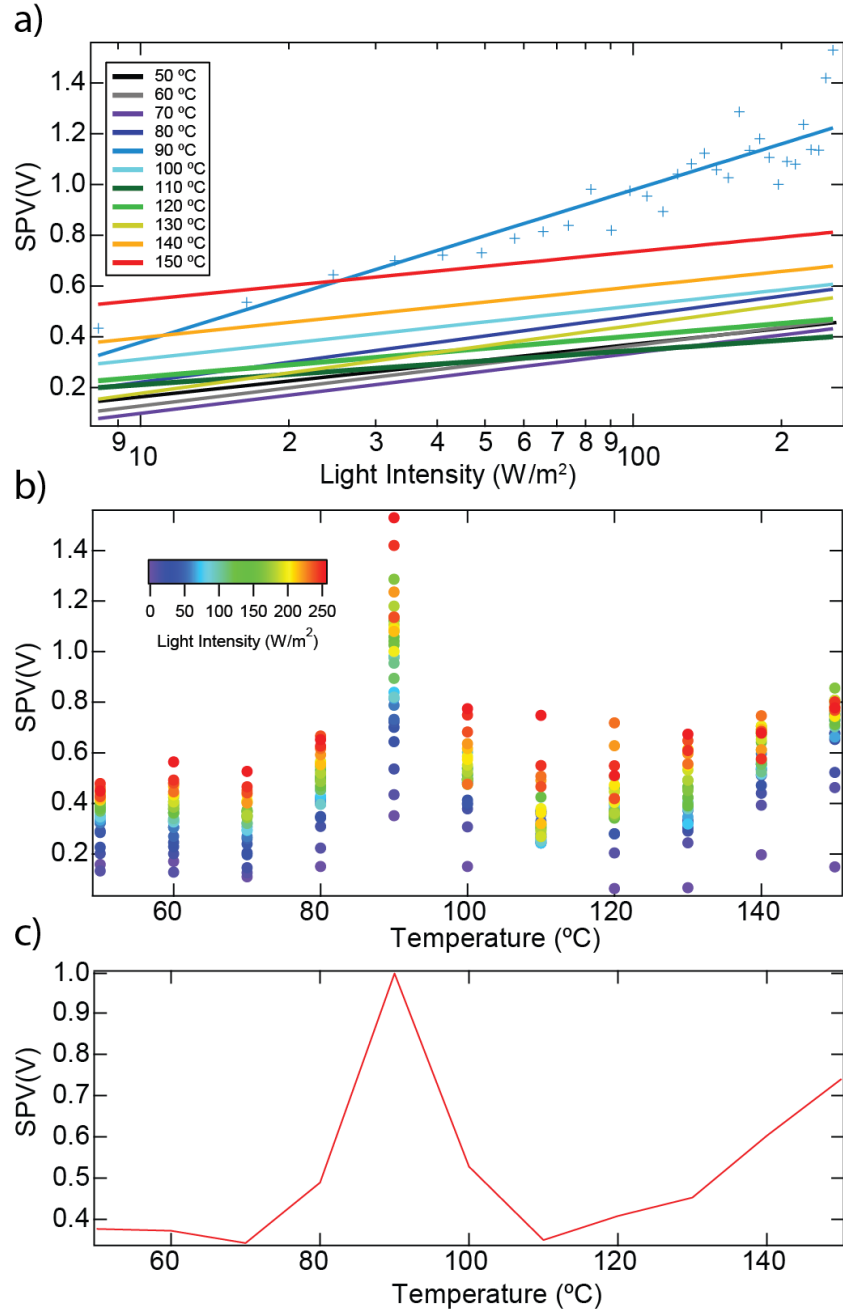 a)
1.4
1.2
1.0
0.8
0.6
0.4
0.2
SPV(V)
50 ºC
60 ºC
70 ºC
80 ºC
90 ºC
100 ºC
110 ºC
120 ºC
130 ºC
140 ºC
150 ºC
9 10 2 3 4 5 6 7 8 9 100 2
Light Intensity (W/m²)
b)
1.4
1.2
1.0
0.8
0.6
0.4
0.2
SPV(V)
0 50 100 150 200 250
Light Intensity (W/m²)
60 80 100 120 140
Temperature (ºC)
c)
1.0
0.9
0.8
0.7
0.6
0.5
0.4
SPV(V)
60 80 100 120 140
Temperature (ºC)